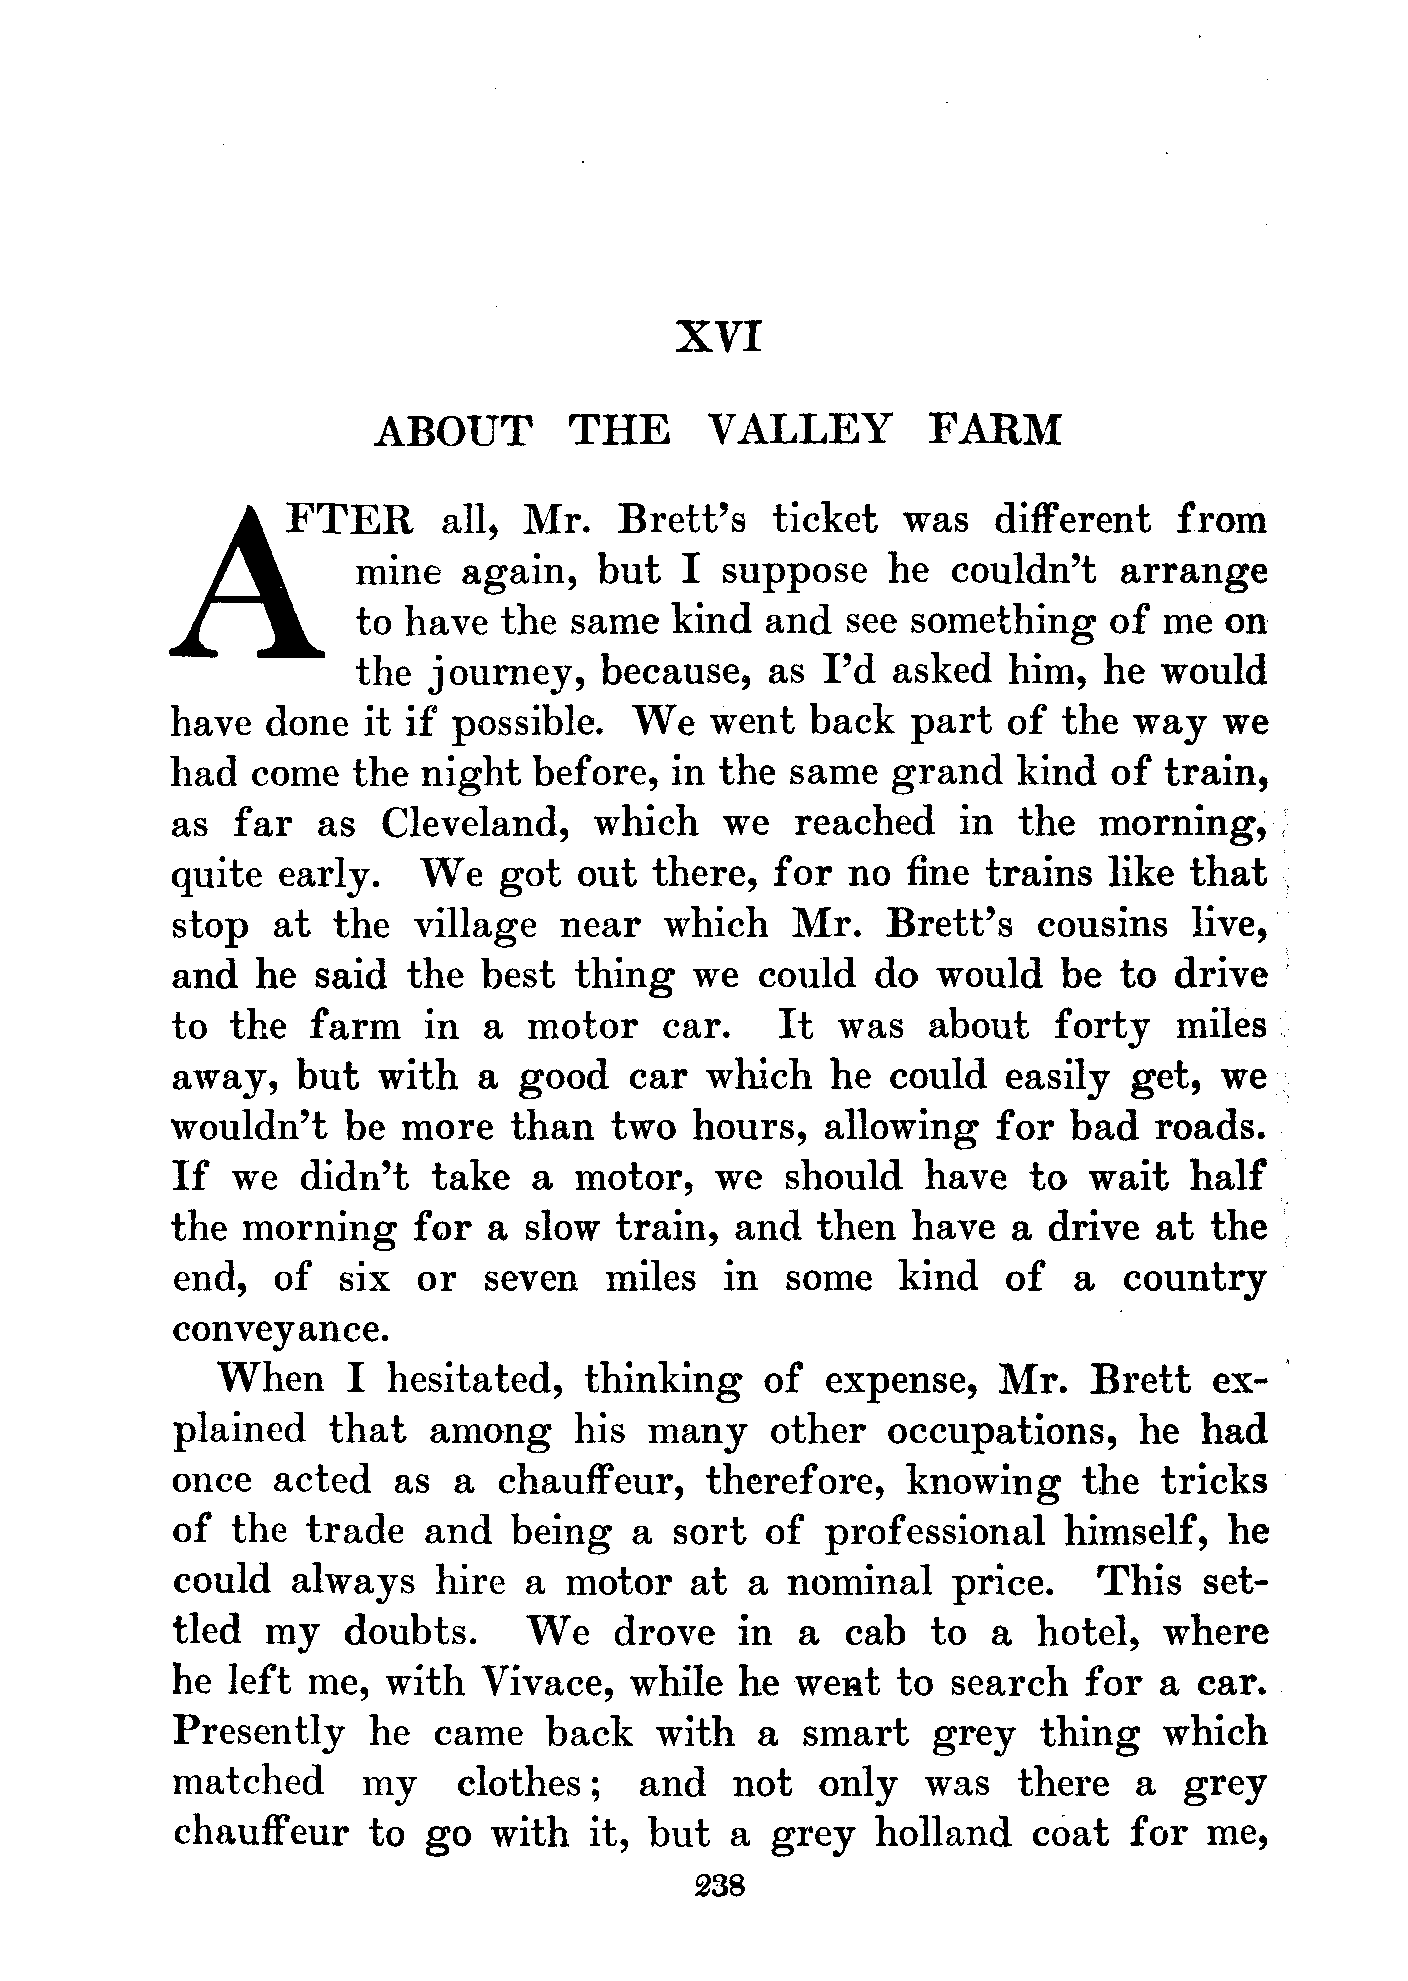 XVI
ABOUT THE VALLEY FARM
AFTER all, Mr. Brett's ticket was different from
mine again, but I suppose he couldn't arrange
to have the same kind and see something of me on
the journey, because, as I'd asked him, he would
have done it if possible. We went back part of the way we
had come the night before, in the same grand kind of train,
as far as Cleveland, which we reached in the morning,
quite early. We got out there, for no fine trains like that
stop at the village near which Mr. Brett's cousins live,
and he said the best thing we could do would be to drive
to the farm in a motor car. It was about forty miles
away, but with a good car which he could easily get, we
wouldn't be more than two hours, allowing for bad roads.
If we didn't take a motor, we should have to wait half
the morning for a slow train, and then have a drive at the
end, of six or seven miles in some kind of a country
conveyance.
When I hesitated, thinking of expense, Mr. Brett ex-
plained that among his many other occupations, he had
once acted as a chauffeur, therefore, knowing the tricks
of the trade and being a sort of professional himself, he
could always hire a motor at a nominal price. This set-
tled my doubts. We drove in a cab to a hotel, where
he left me, with Vivace, while he went to search for a car.
Presently he came back with a smart grey thing which
matched my clothes; and not only was there a grey
chauffeur to go with it, but a grey holland coat for me,
238